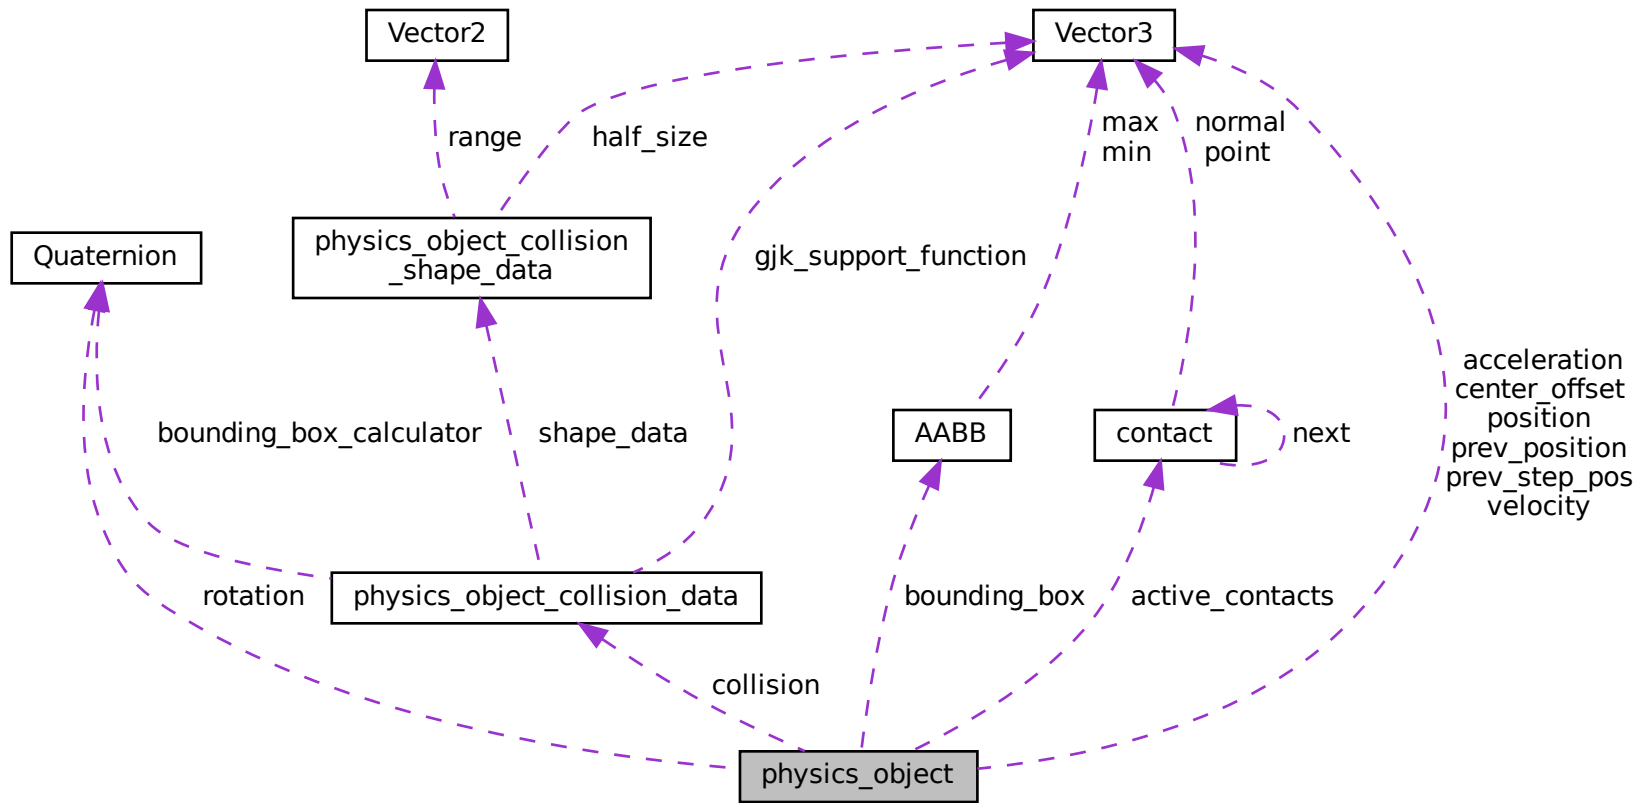 Vector2
Vector3
range
half_size
max
min
normal
point
Quaternion
physics_object_collision
_shape_data
gjk_support_function
acceleration
center_offset
position
prev_position
prev_step_pos
velocity
bounding_box_calculator
shape_data
AABB
contact
next
rotation
physics_object_collision_data
bounding_box
active_contacts
collision
physics_object